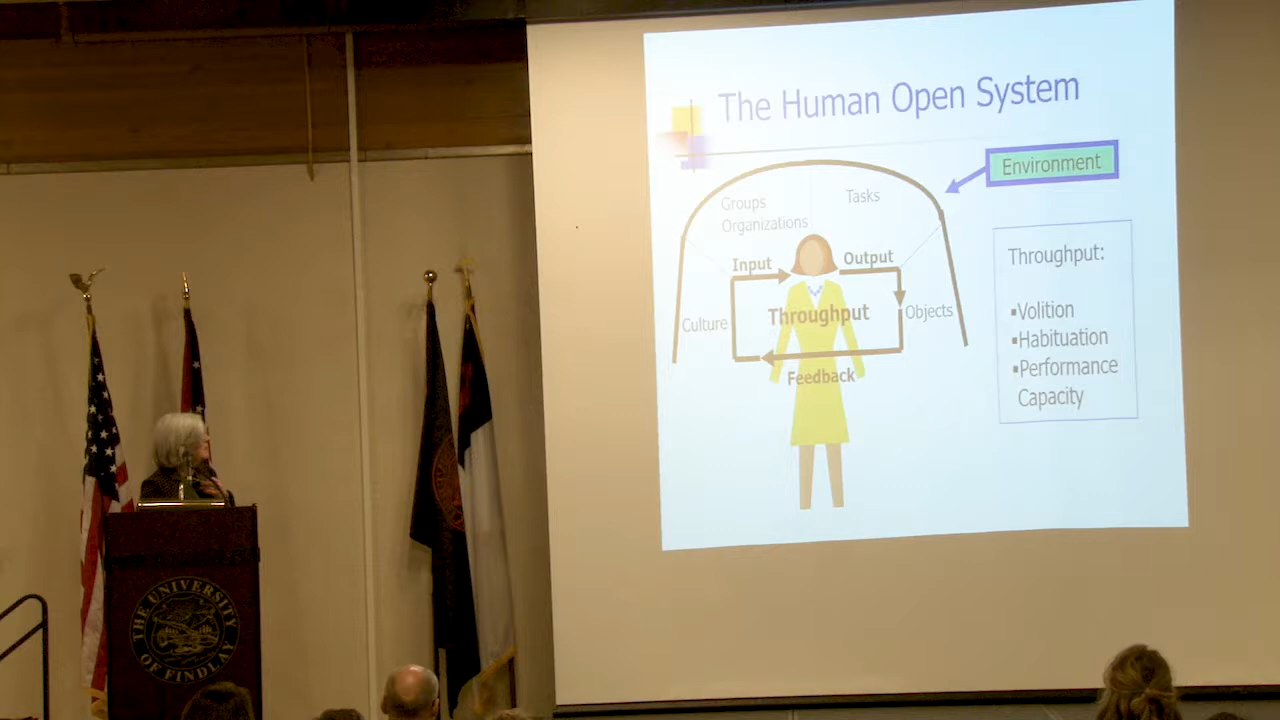 The Human Open System
Environment
Groups
Organizations
Tasks
Input
Output
Throughput
Culture
Objects
Feedback
Throughput:
▪Volition
▪Habituation
▪Performance
Capacity
THE UNIVERSITY
OF FINDLAY